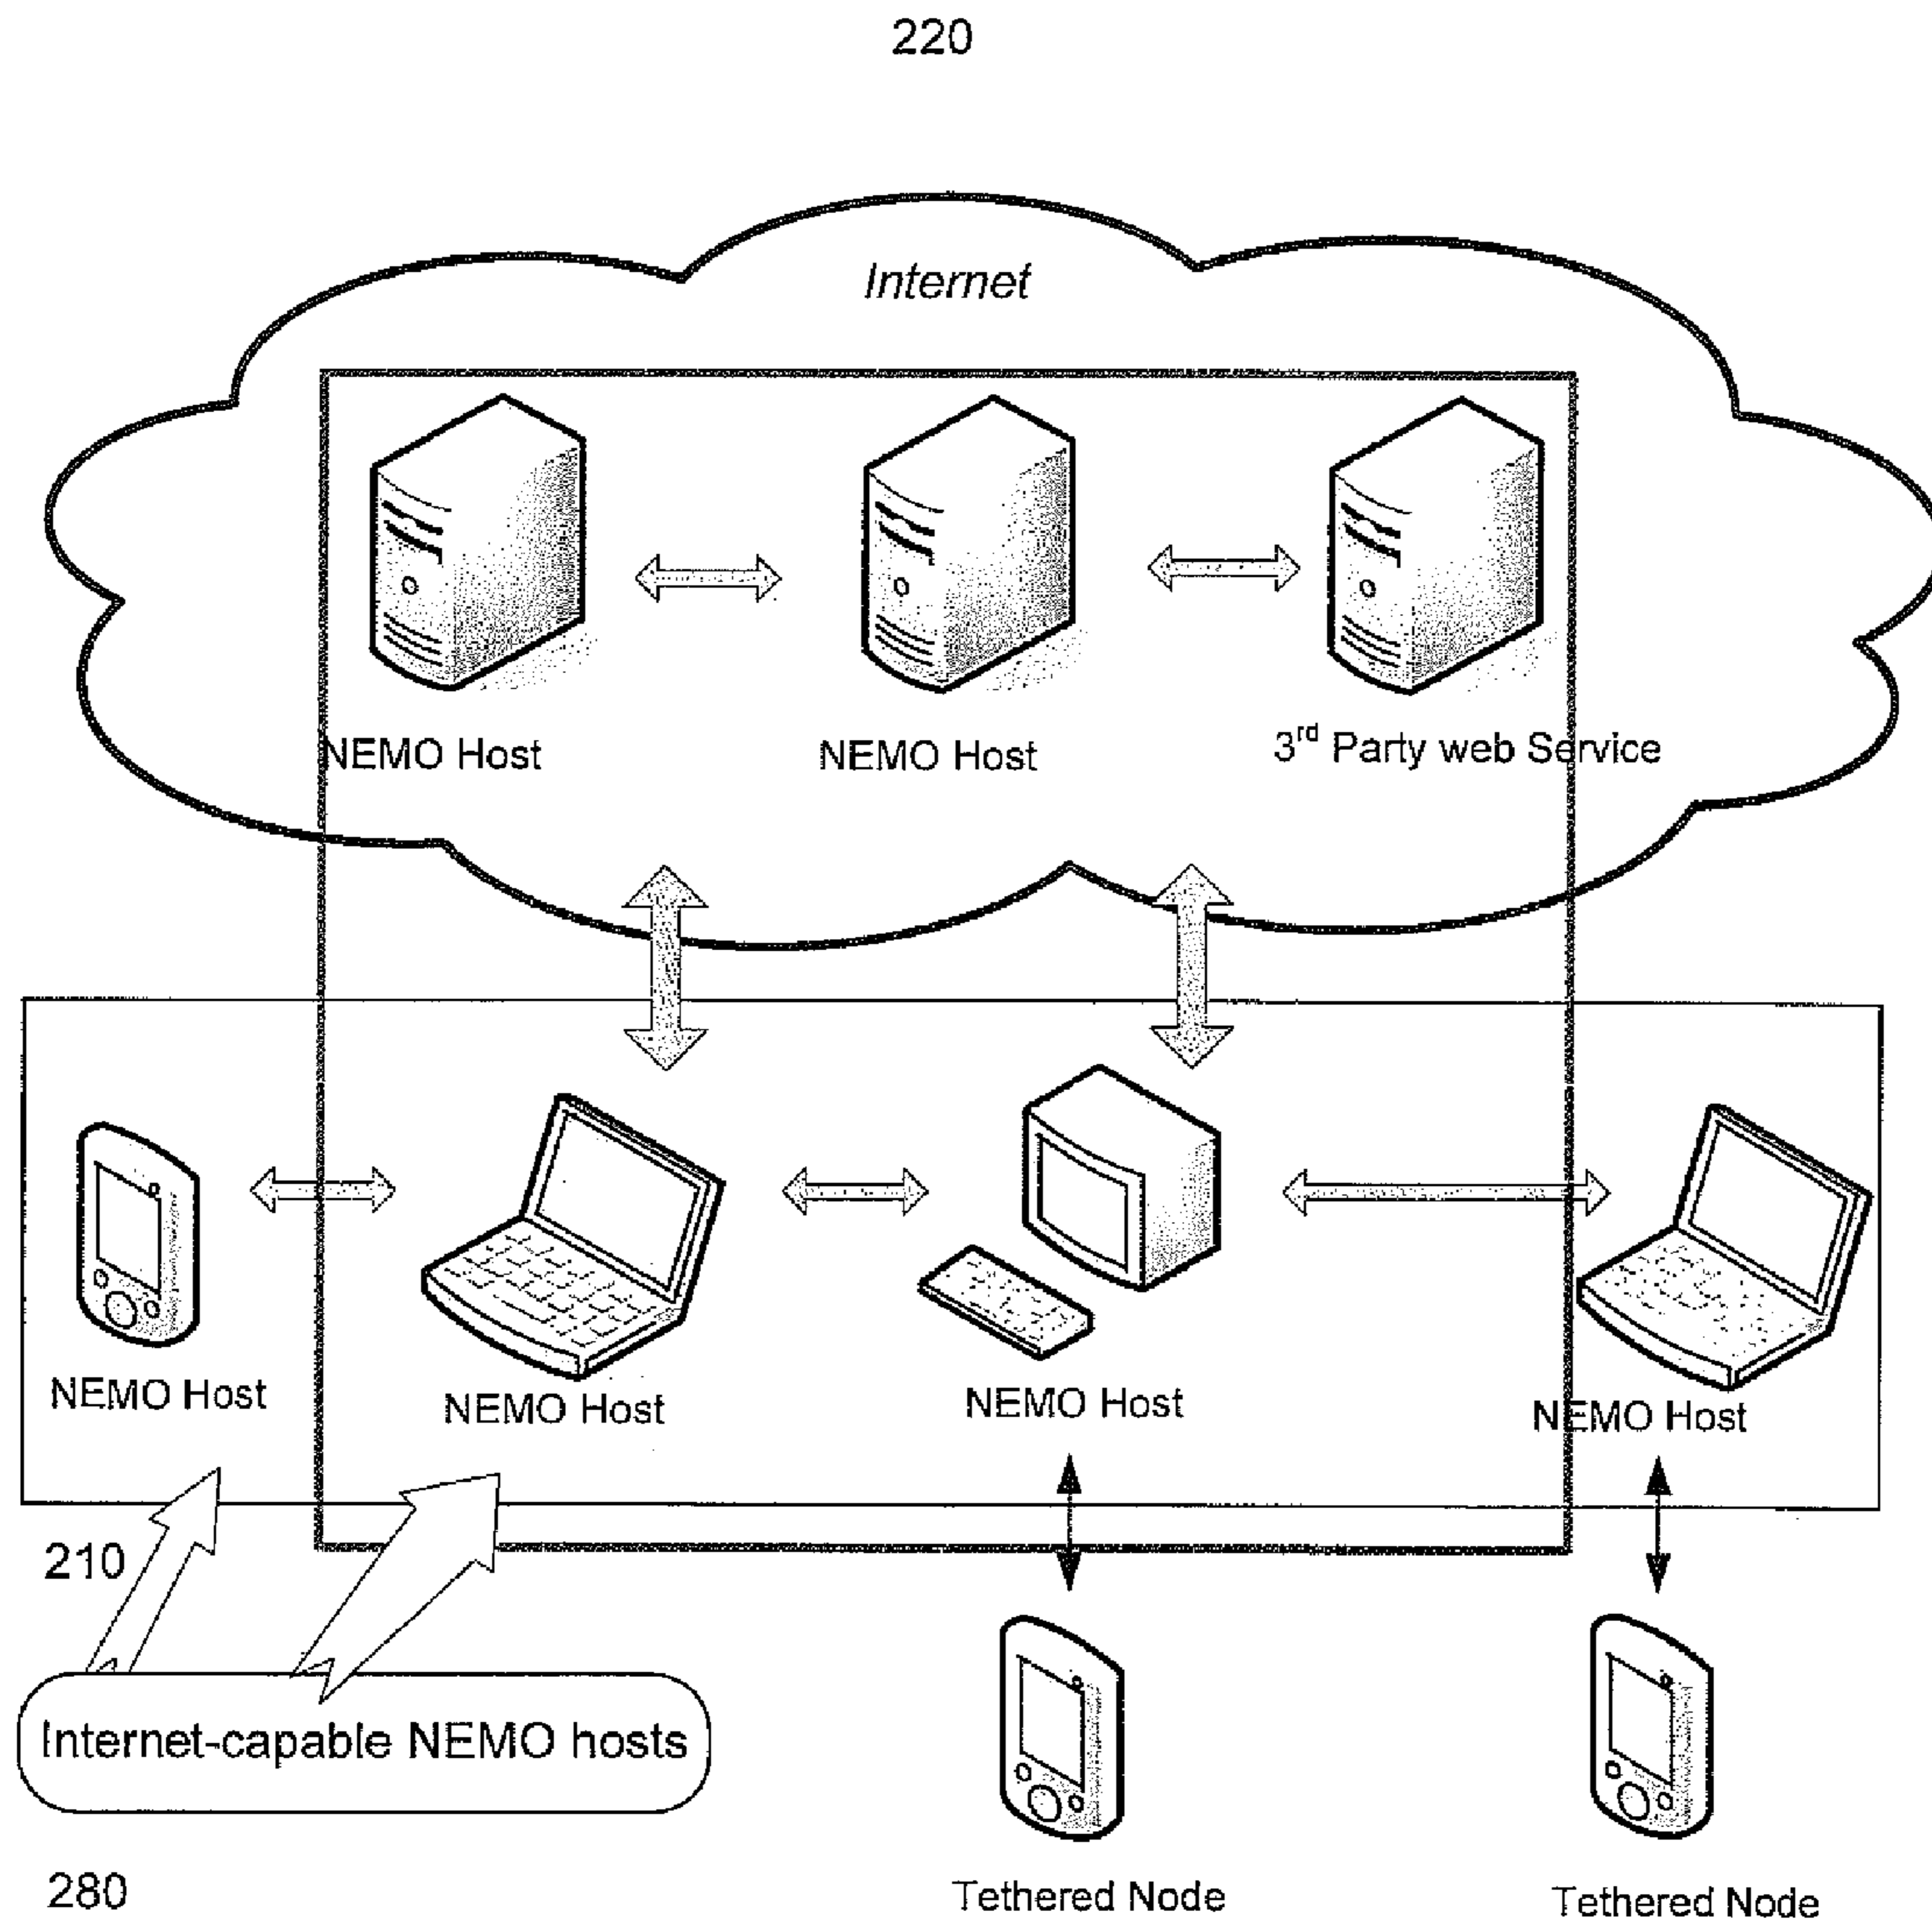 220
Internet
NEMO Host
NEMO Host
3rd Party web Service
NEMO Host
NEMO Host
NEMO Host
NEMO Host
210
Internet-capable NEMO hosts
280
Tethered Node
Tethered Node